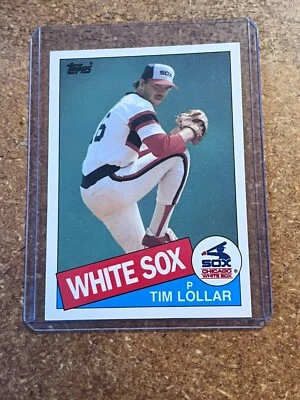 Topps
SOX
WHITE SOX
P
TIM LOLLAR
SOX
CHICAGO
WHITE SOX